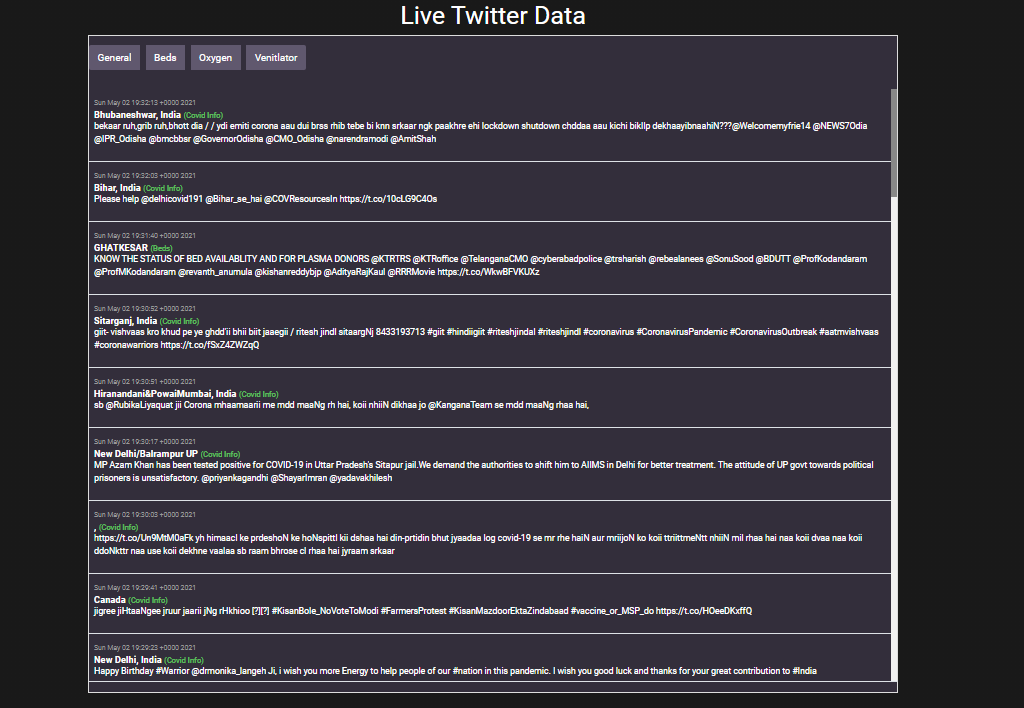 Live Twitter Data
General Beds Oxygen Venitlator
Sun May 02 19:32:13 +0000 2021
Bhubaneshwar, India (Covid Info)
bekaar ruh,grib ruh,bhott dia / / ydi emiti corona aau dui brss rhib tebe bi knn srkaar ngk paakhre ehi lockdown shutdown chddaa aau kichi bikllp dekhaayibnaahiN???@Welcomemyfrie14 @NEWS7Odia
@IPR_Odisha @bmcbbsr @GovernorOdisha @CMO_Odisha @narendramodi @AmitShah
Sun May 02 19:32:03 +0000 2021
Bihar, India (Covid Info)
Please help @delhicovid191 @Bihar_se_hai @COVResourcesIn https://t.co/10cLG9C4Os
Sun May 02 19:31:40 +0000 2021
GHATKESAR (Beds)
KNOW THE STATUS OF BED AVAILABLITY AND FOR PLASMA DONORS @KTRTRS @KTRoffice @TelanganaCMO @cyberabadpolice @trsharish @rebealanees @SonuSood @BDUTT @ProfKodandaram
@ProfMKodandaram @revanth_anumula @kishanreddybjp @AdityaRajKaul @RRRMovie https://t.co/WkwBFVKUXz
Sun May 02 19:30:52 +0000 2021
Sitarganj, India (Covid Info)
giit- vishvaas kro khud pe ye ghdd'ii bhii biit jaaegii / ritesh jindl sitaargNj 8433193713 #giit #hindiigiit #riteshjindal #riteshjindl #coronavirus #CoronavirusPandemic #CoronavirusOutbreak #aatmvishvaas
#coronawarriors https://t.co/fSxZ4ZWZqQ
Sun May 02 19:30:51 +0000 2021
Hiranandani&PowaiMumbai, India (Covid Info)
sb @RubikaLiyaquat jii Corona mhaamaarii me mdd maaNg rh hai, koii nhiiN dikhaa jo @KanganaTeam se mdd maaNg rhaa hai,
Sun May 02 19:30:17 +0000 2021
New Delhi/Balrampur UP (Covid Info)
MP Azam Khan has been tested positive for COVID-19 in Uttar Pradesh's Sitapur jail.We demand the authorities to shift him to AIIMS in Delhi for better treatment. The attitude of UP govt towards political
prisoners is unsatisfactory. @priyankagandhi @ShayarImran @yadavakhilesh
Sun May 02 19:30:03 +0000 2021
, (Covid Info)
https://t.co/Un9MtM0aFk yh himaacl ke prdeshoN ke hoNspittl kii dshaa hai din-prtidin bhut jyaadaa log covid-19 se mr rhe haiN aur mriijoN ko koii ttriittmeNtt nhiiN mil rhaa hai naa koii dvaa naa koii
ddoNkttr naa use koii dekhne vaalaa sb raam bhrose cl rhaa hai jyraam srkaar
Sun May 02 19:29:41 +0000 2021
Canada (Covid Info)
jigree jiHtaaNgee jruur jaarii jNg rHkhioo [?][?] #KisanBole_NoVoteToModi #FarmersProtest #KisanMazdoorEktaZindabaad #vaccine_or_MSP_do https://t.co/HOeeDKxffQ
Sun May 02 19:29:23 +0000 2021
New Delhi, India (Covid Info)
Happy Birthday #Warrior @drmonika_langeh Ji, i wish you more Energy to help people of our #nation in this pandemic. I wish you good luck and thanks for your great contribution to #India